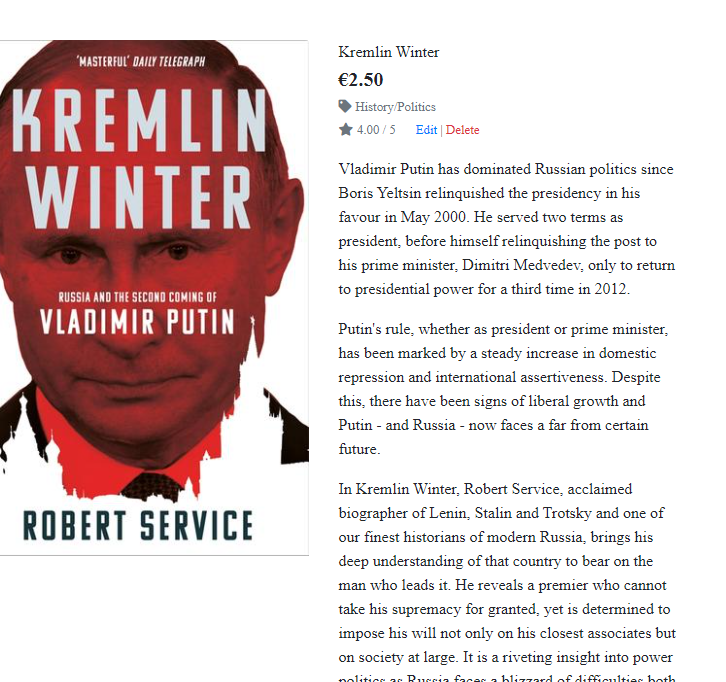 'MASTERFUL' DAILY TELEGRAPH
KREMLIN
WINTER
RUSSIA AND THE SECOND COMING OF
VLADIMIR PUTIN
ROBERT SERVICE
Kremlin Winter
€2.50
History/Politics
4.00 / 5 Edit | Delete
Vladimir Putin has dominated Russian politics since
Boris Yeltsin relinquished the presidency in his
favour in May 2000. He served two terms as
president, before himself relinquishing the post to
his prime minister, Dimitri Medvedev, only to return
to presidential power for a third time in 2012.
Putin's rule, whether as president or prime minister,
has been marked by a steady increase in domestic
repression and international assertiveness. Despite
this, there have been signs of liberal growth and
Putin - and Russia - now faces a far from certain
future.
In Kremlin Winter, Robert Service, acclaimed
biographer of Lenin, Stalin and Trotsky and one of
our finest historians of modern Russia, brings his
deep understanding of that country to bear on the
man who leads it. He reveals a premier who cannot
take his supremacy for granted, yet is determined to
impose his will not only on his closest associates but
on society at large. It is a riveting insight into power
politics as Russia faces a blizzard of difficulties both